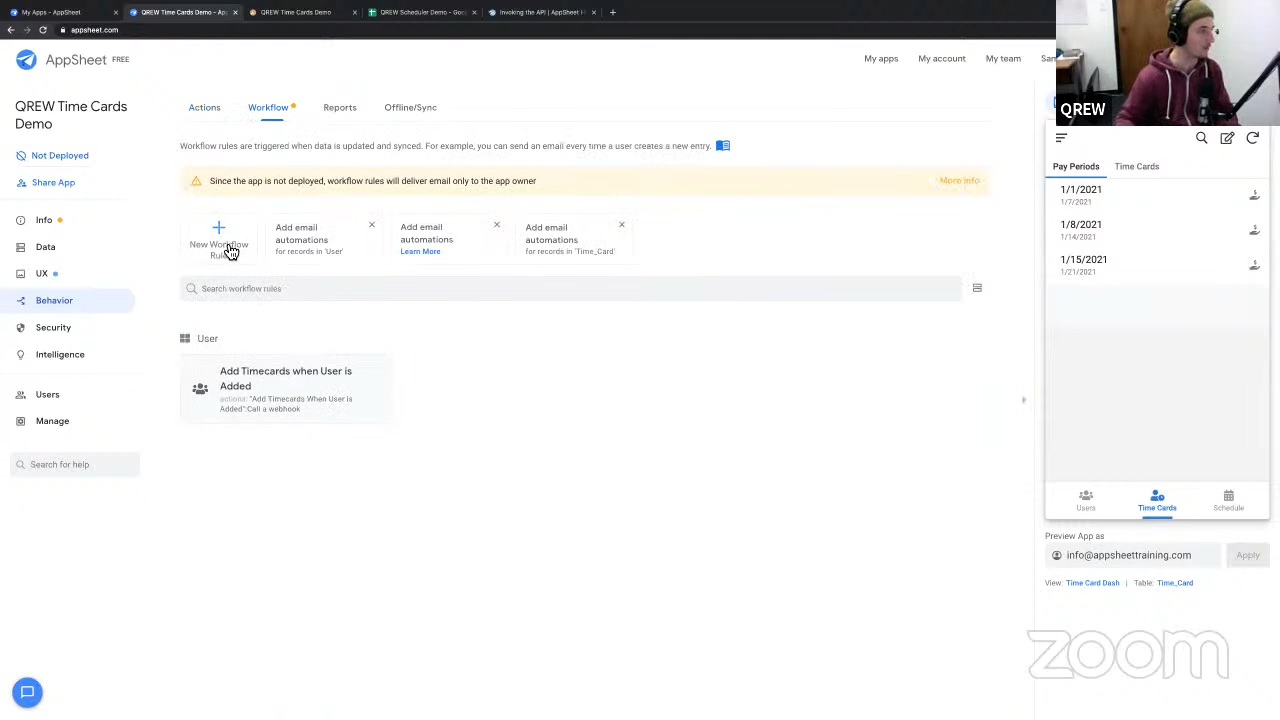 My Apps - AppSheet
QREW Time Cards Demo - Ap
QREW Time Cards Demo
QREW Scheduler Demo - Goo
Invoking the API | AppSheet H
appsheet.com
AppSheet FREE
My apps
My account
My team
Sam
QREW
QREW Time Cards
Demo
Not Deployed
Share App
Info
Data
UX
Behavior
Security
Intelligence
Users
Manage
Search for help
Actions
Workflow
Reports
Offline/Sync
Workflow rules are triggered when data is updated and synced. For example, you can send an email every time a user creates a new entry.
Since the app is not deployed, workflow rules will deliver email only to the app owner
More info
New Workflow
Rule
Add email
automations
for records in 'User'
Add email
automations
Learn More
Add email
automations
for records in 'Time_Card'
Search workflow rules
User
Add Timecards when User is
Added
actions: "Add Timecards When User is
Added":Call a webhook
Pay Periods
Time Cards
1/1/2021
1/7/2021
1/8/2021
1/14/2021
1/15/2021
1/21/2021
Users
Time Cards
Schedule
Preview App as
info@appsheettraining.com
Apply
View: Time Card Dash | Table: Time_Card
zoom